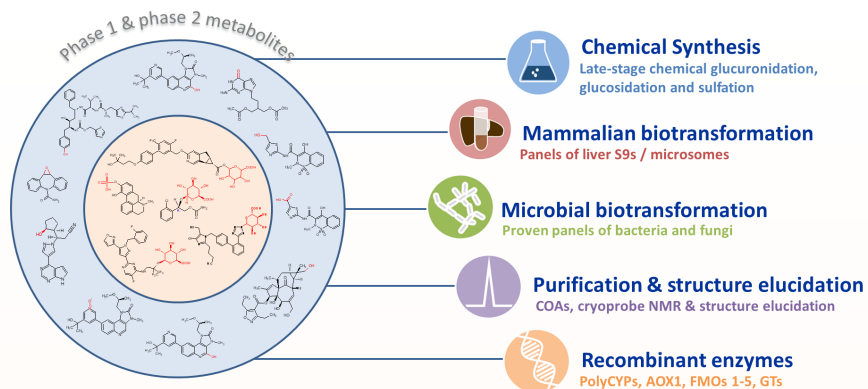 Phase 1 & phase 2 metabolites
Chemical Synthesis
Late-stage chemical glucuronidation,
glucosidation and sulfation
Mammalian biotransformation
Panels of liver S9s / microsomes
Microbial biotransformation
Proven panels of bacteria and fungi
Purification & structure elucidation
COAs, cryoprobe NMR & structure elucidation
Recombinant enzymes
PolyCYPs, AOX1, FMOs 1-5, GTs